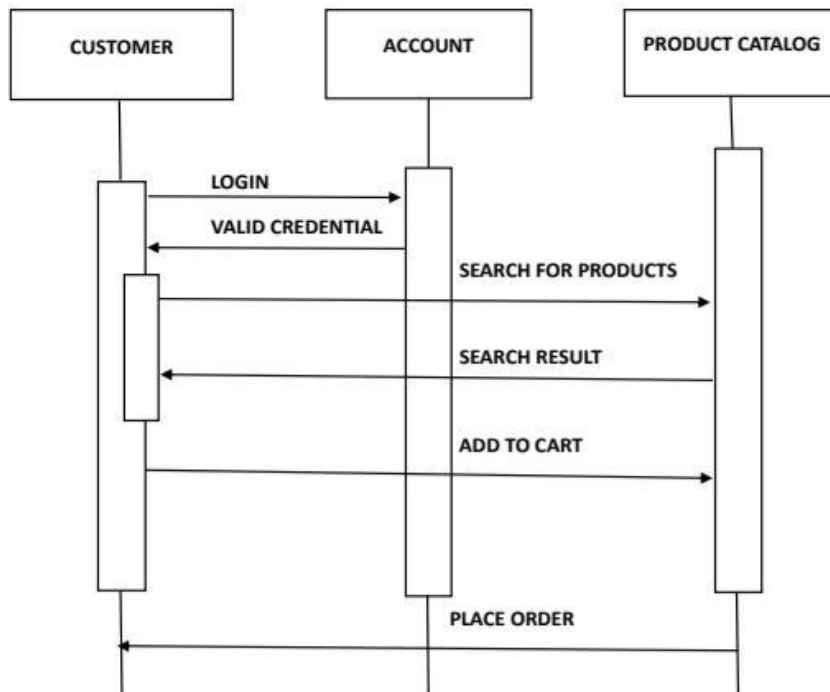 CUSTOMER
ACCOUNT
PRODUCT CATALOG
LOGIN
VALID CREDENTIAL
SEARCH FOR PRODUCTS
SEARCH RESULT
ADD TO CART
PLACE ORDER